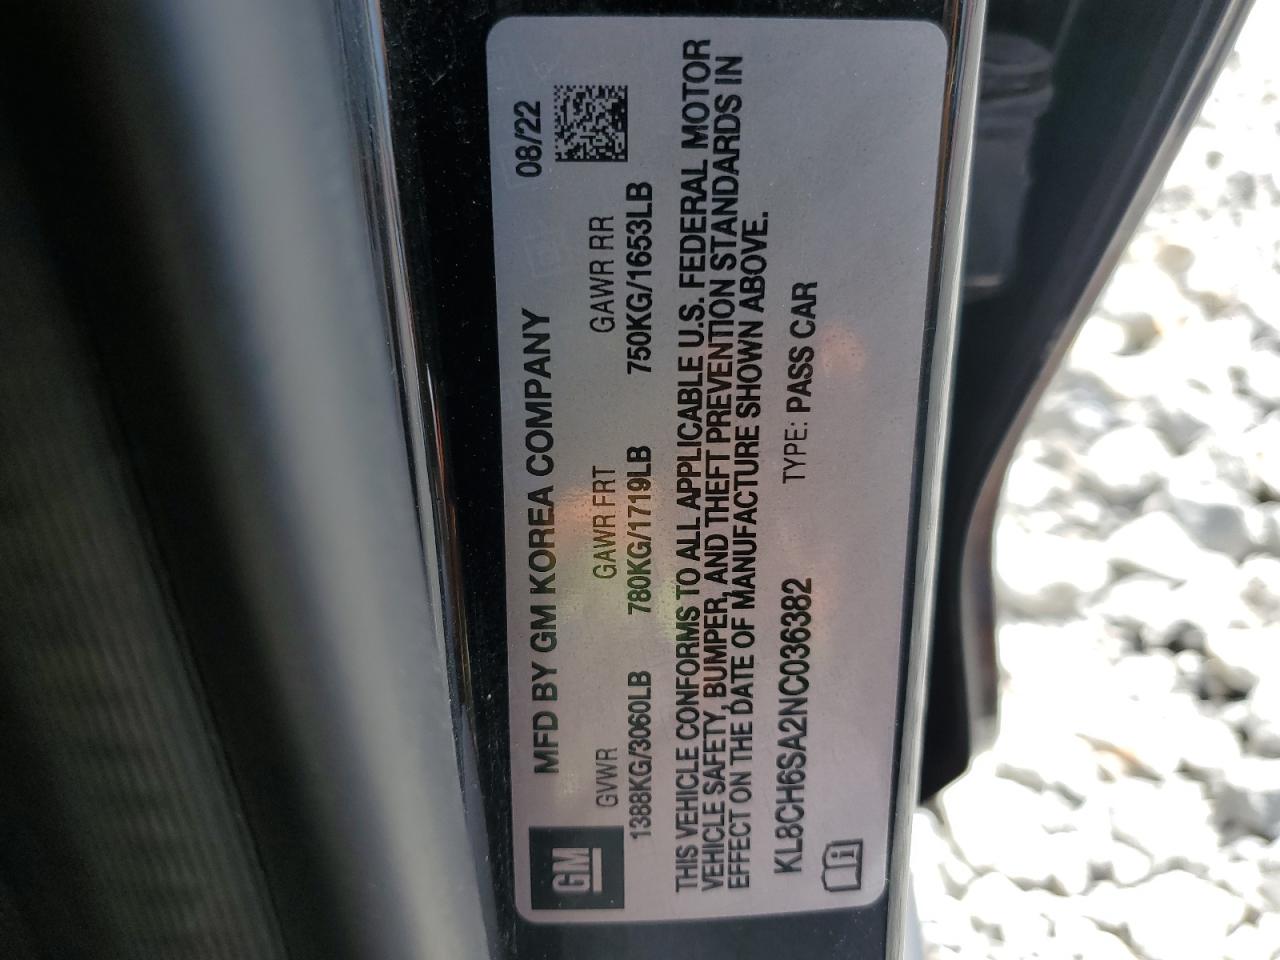 GM
MFD BY GM KOREA COMPANY 08/22
GVWR GAWR FRT GAWR RR
1388KG/3060LB 780KG/1719LB 750KG/1653LB
THIS VEHICLE CONFORMS TO ALL APPLICABLE U.S. FEDERAL MOTOR
VEHICLE SAFETY, BUMPER, AND THEFT PREVENTION STANDARDS IN
EFFECT ON THE DATE OF MANUFACTURE SHOWN ABOVE.
KL8CH6SA2NC036382 TYPE: PASS CAR